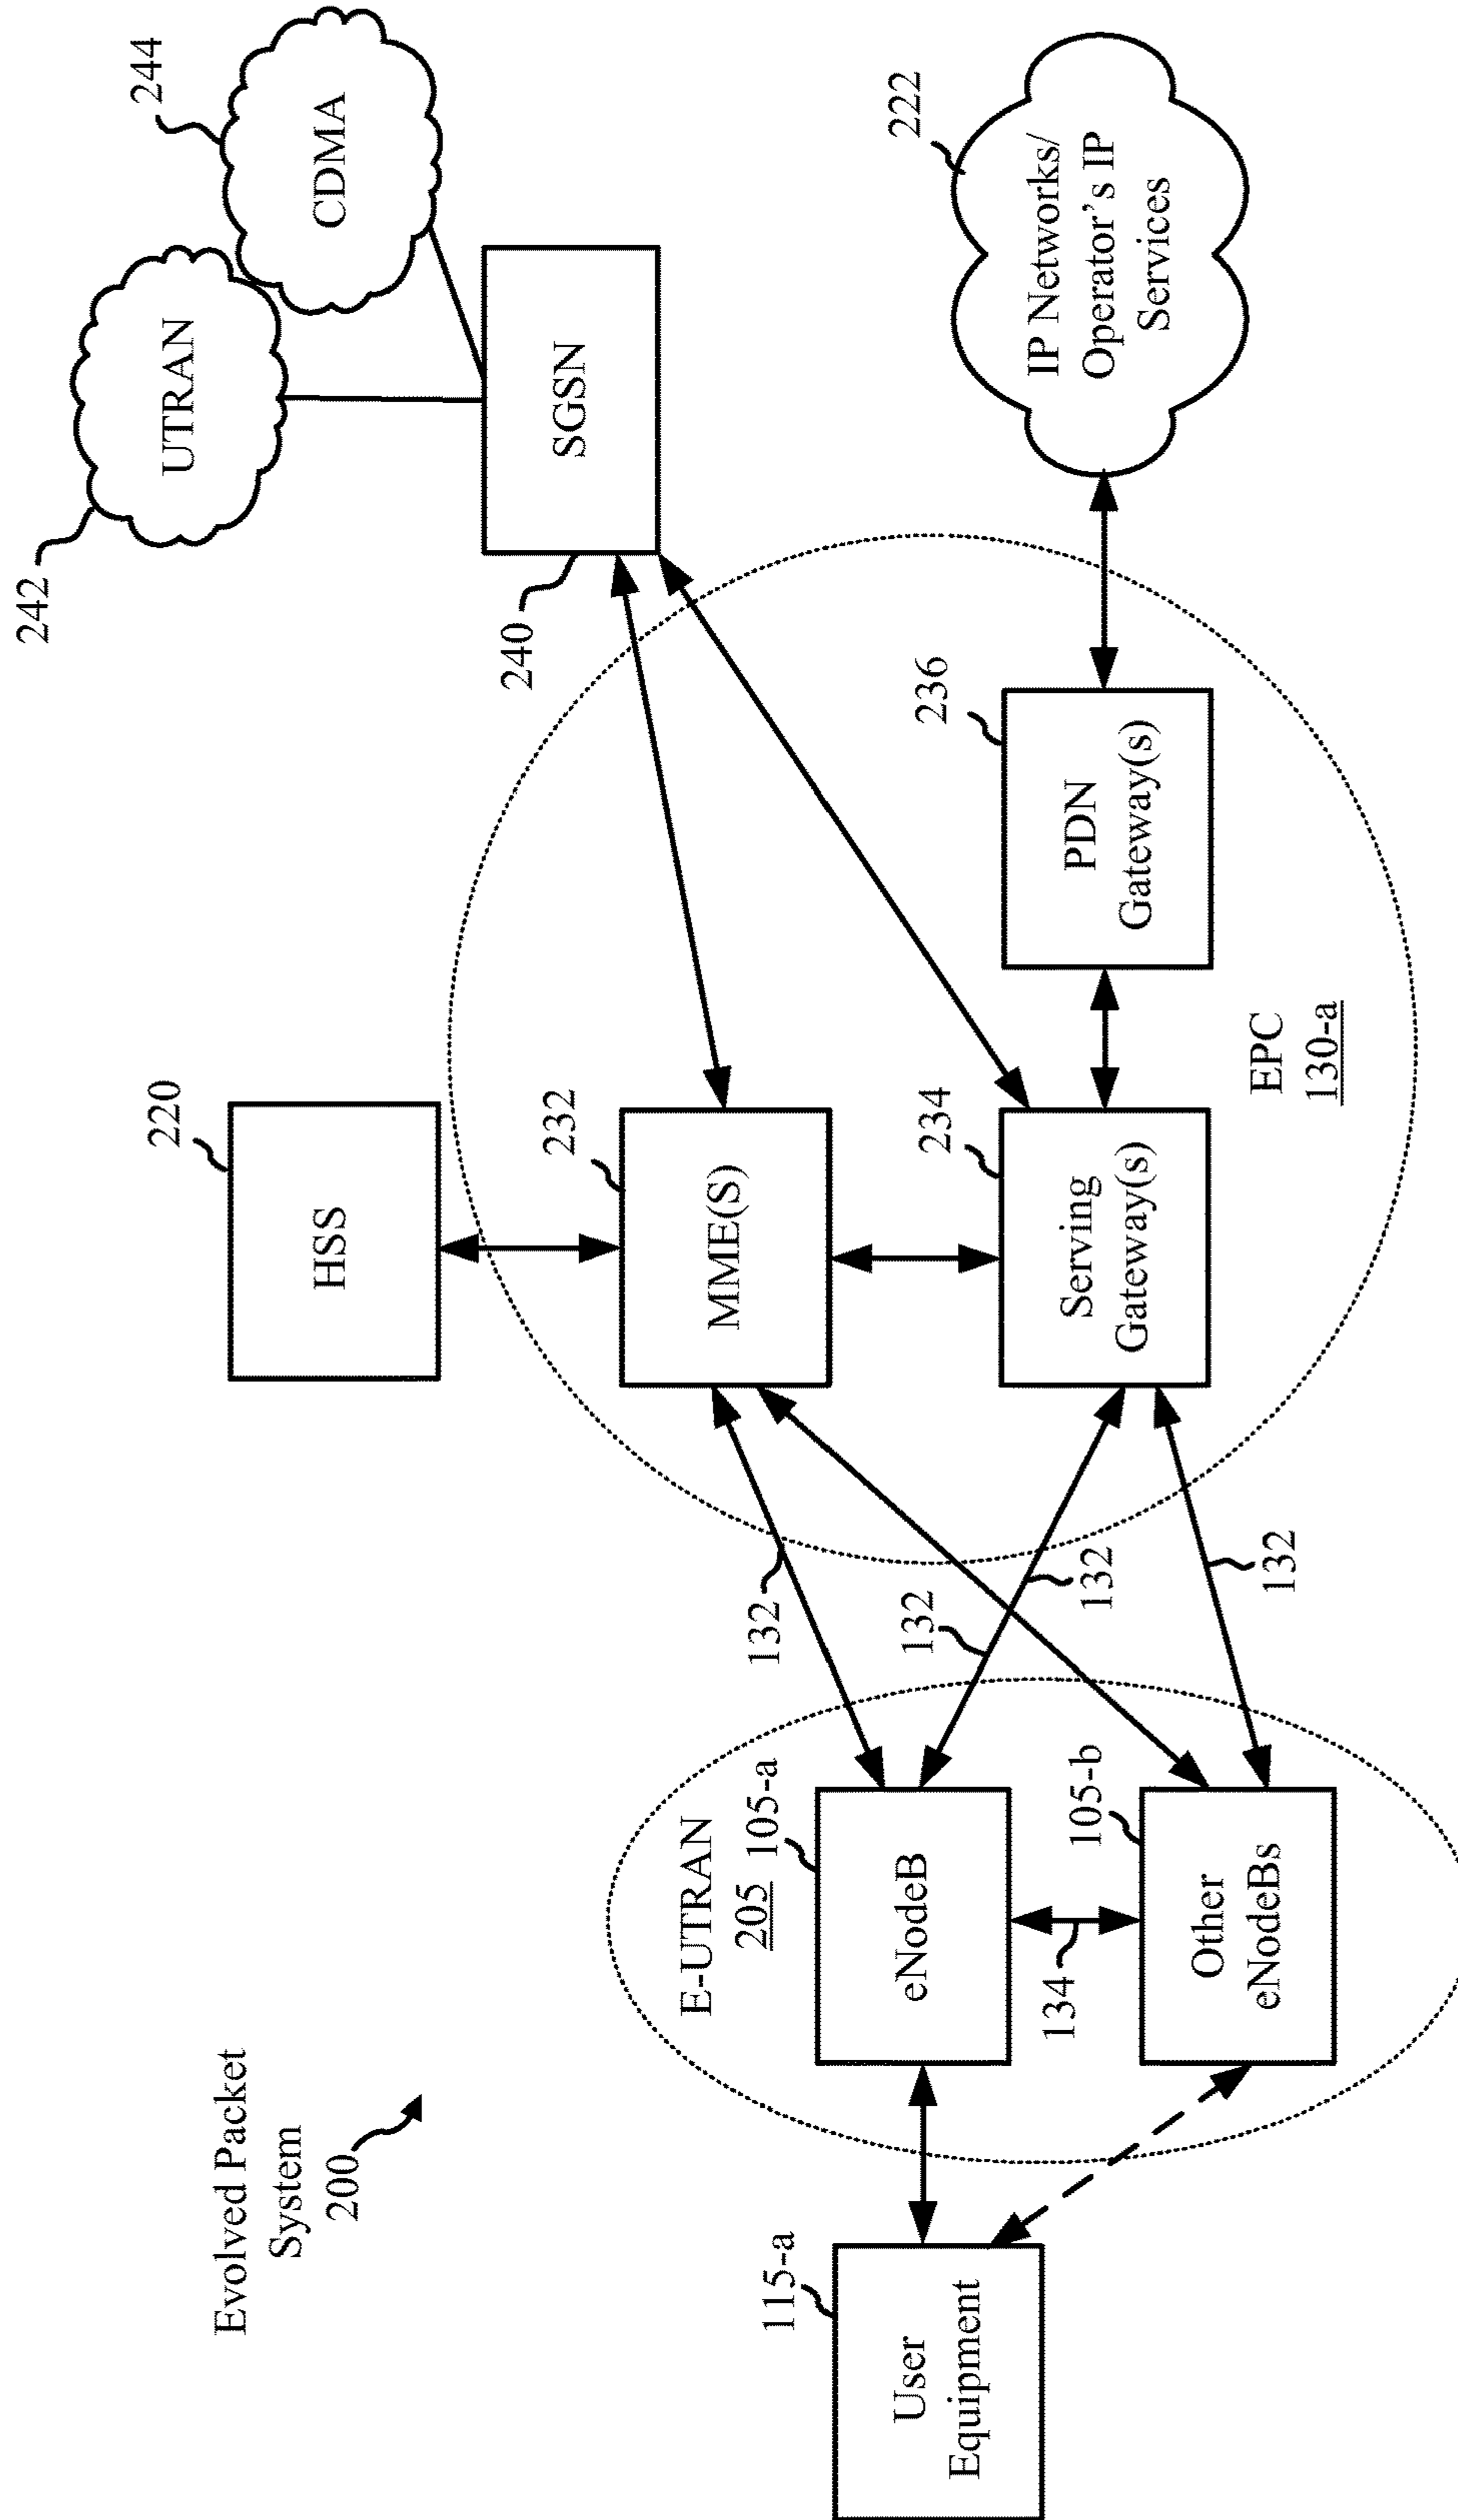 Evolved Packet
System
200
242
UTRAN
244
CDMA
220
HSS
240
SGSN
232
MME(S)
132
E-UTRAN
205
105-a
eNodeB
115-a
User
Equipment
132
132
132
134
105-b
Other
eNodeBs
234
Serving
Gateway(s)
236
PDN
Gateway(s)
EPC
130-a
222
IP Networks/
Operator's IP
Services